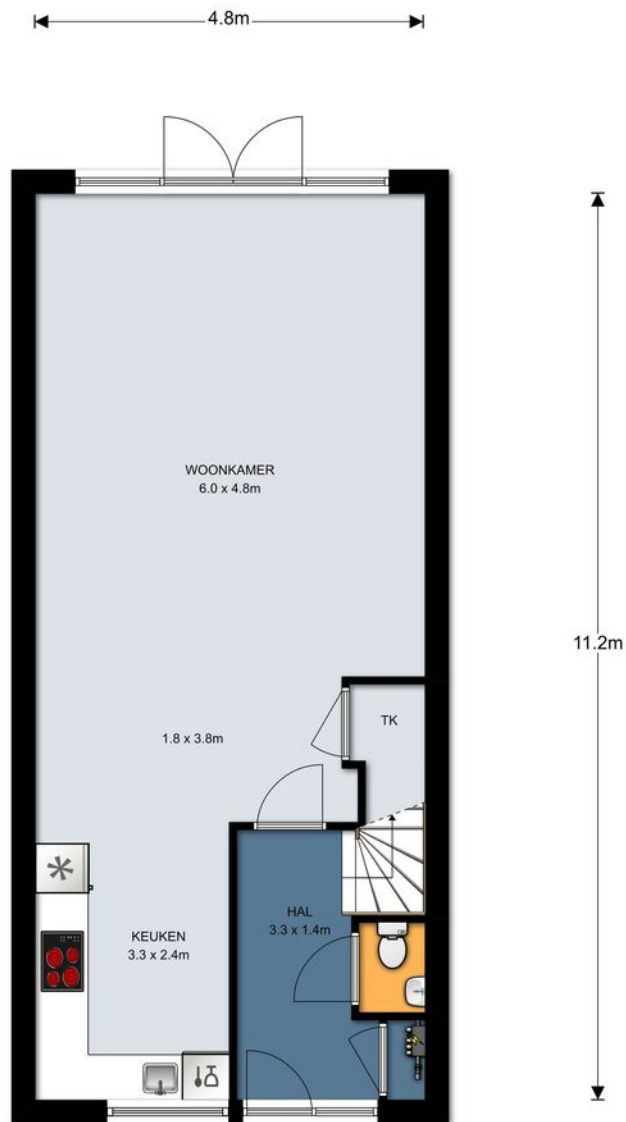 4.8m
WOONKAMER
6.0 x 4.8m
11.2m
TK
1.8 x 3.8m
HAL
3.3 x 1.4m
KEUKEN
3.3 x 2.4m